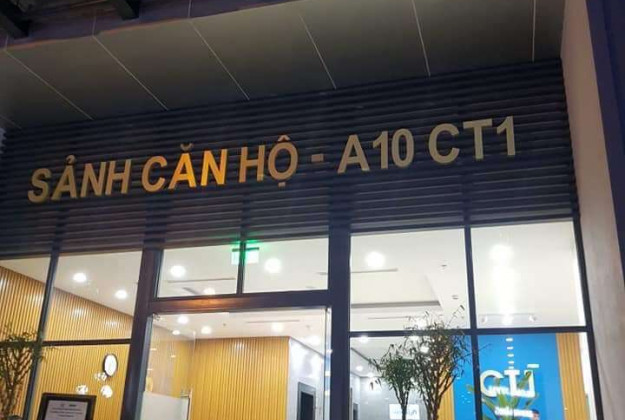 SẢNH CĂN HỘ - A10 CT1
CT1